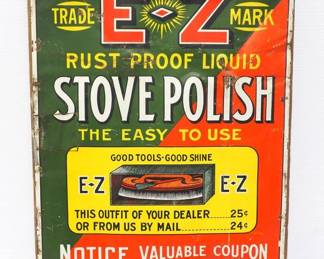 TRADE E-Z MARK
RUST PROOF LIQUID
STOVE POLISH
THE EASY TO USE
GOOD TOOLS-GOOD SHINE
E-Z E-Z
THIS OUTFIT OF YOUR DEALER......25¢
OR FROM US BY MAIL......24¢
NOTICE VALUABLE COUPON